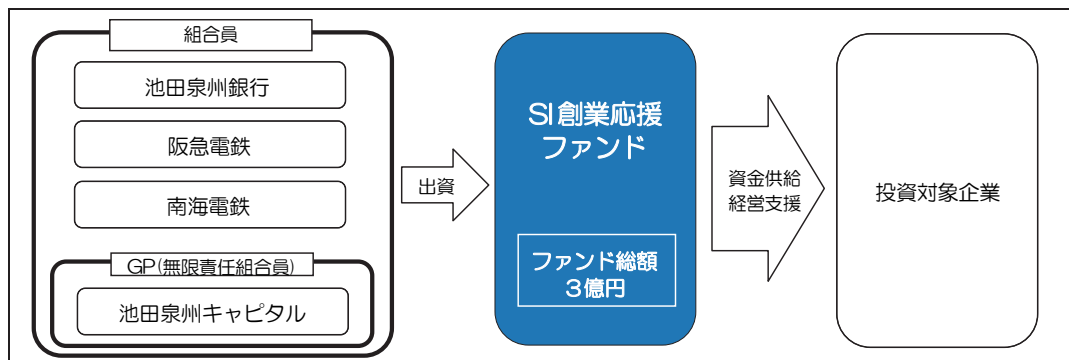 組合員
池田泉州銀行
阪急電鉄
南海電鉄
GP(無限責任組合員)
池田泉州キャピタル
出資
SI創業応援
ファンド
ファンド総額
3億円
資金供給
経営支援
投資対象企業